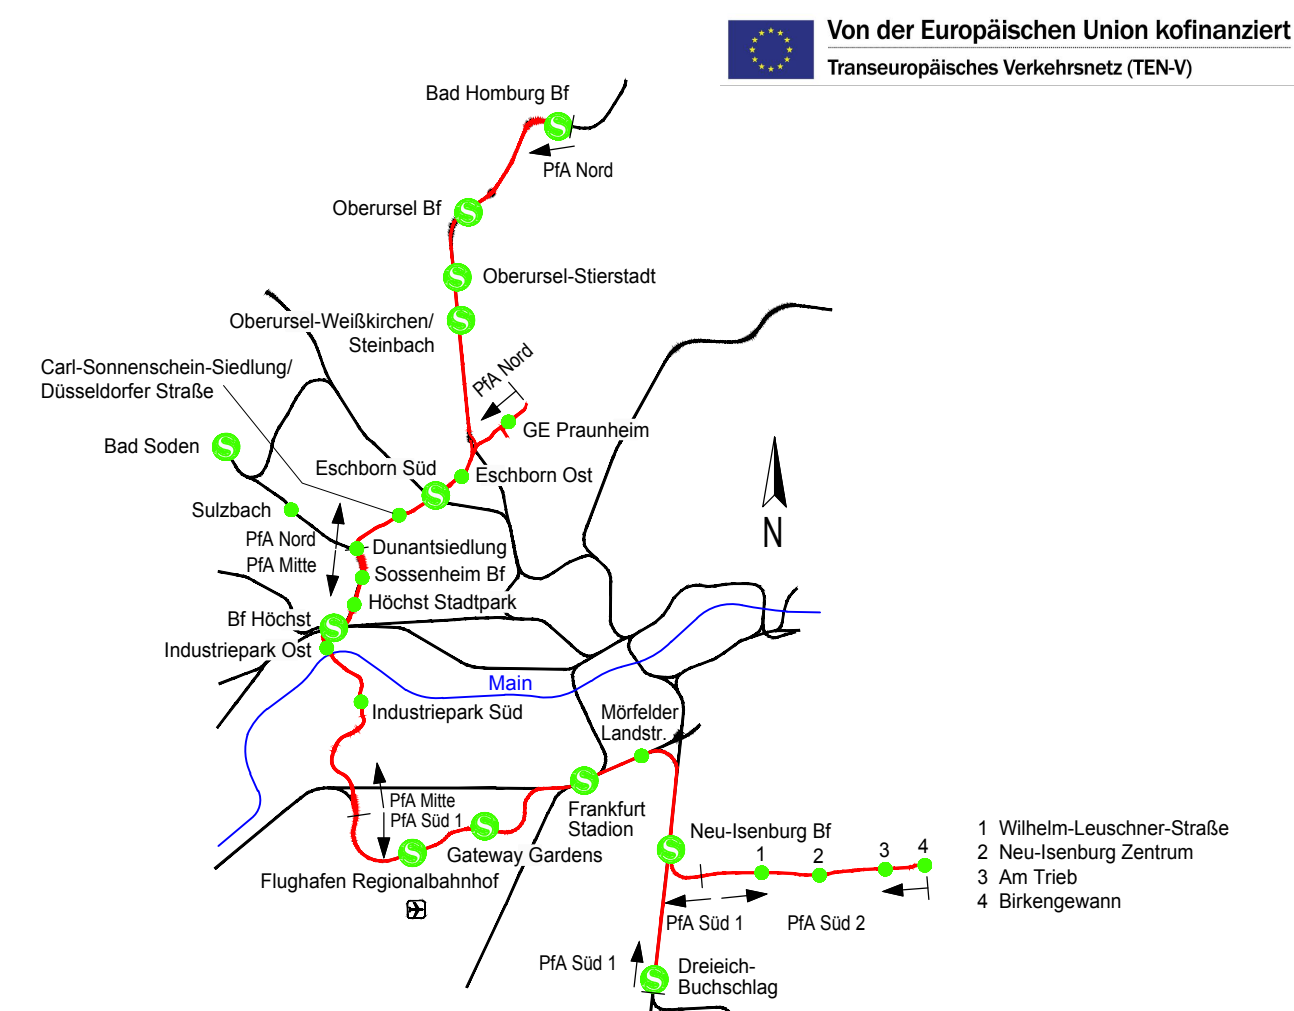 Von der Europäischen Union kofinanziert
Transeuropäisches Verkehrsnetz (TEN-V)
Bad Homburg Bf
PfA Nord
Oberursel Bf
Oberursel-Stierstadt
Oberursel-Weißkirchen/
Steinbach
Carl-Sonnenschein-Siedlung/
Düsseldorfer Straße
PfA Nord
GE Praunheim
Bad Soden
Eschborn Süd
Eschborn Ost
Sulzbach
PfA Nord
PfA Mitte
Dunantsiedlung
Sossenheim Bf
Höchst Stadtpark
Bf Höchst
Industriepark Ost
N
Main
Industriepark Süd
Mörfelder
Landstr.
PfA Mitte
PfA Süd 1
Frankfurt
Stadion
Gateway Gardens
Flughafen Regionalbahnhof
Neu-Isenburg Bf
1 2 3 4
PfA Süd 1
PfA Süd 2
PfA Süd 1
Dreieich-
Buchschlag
1 Wilhelm-Leuschner-Straße
2 Neu-Isenburg Zentrum
3 Am Trieb
4 Birkengewann